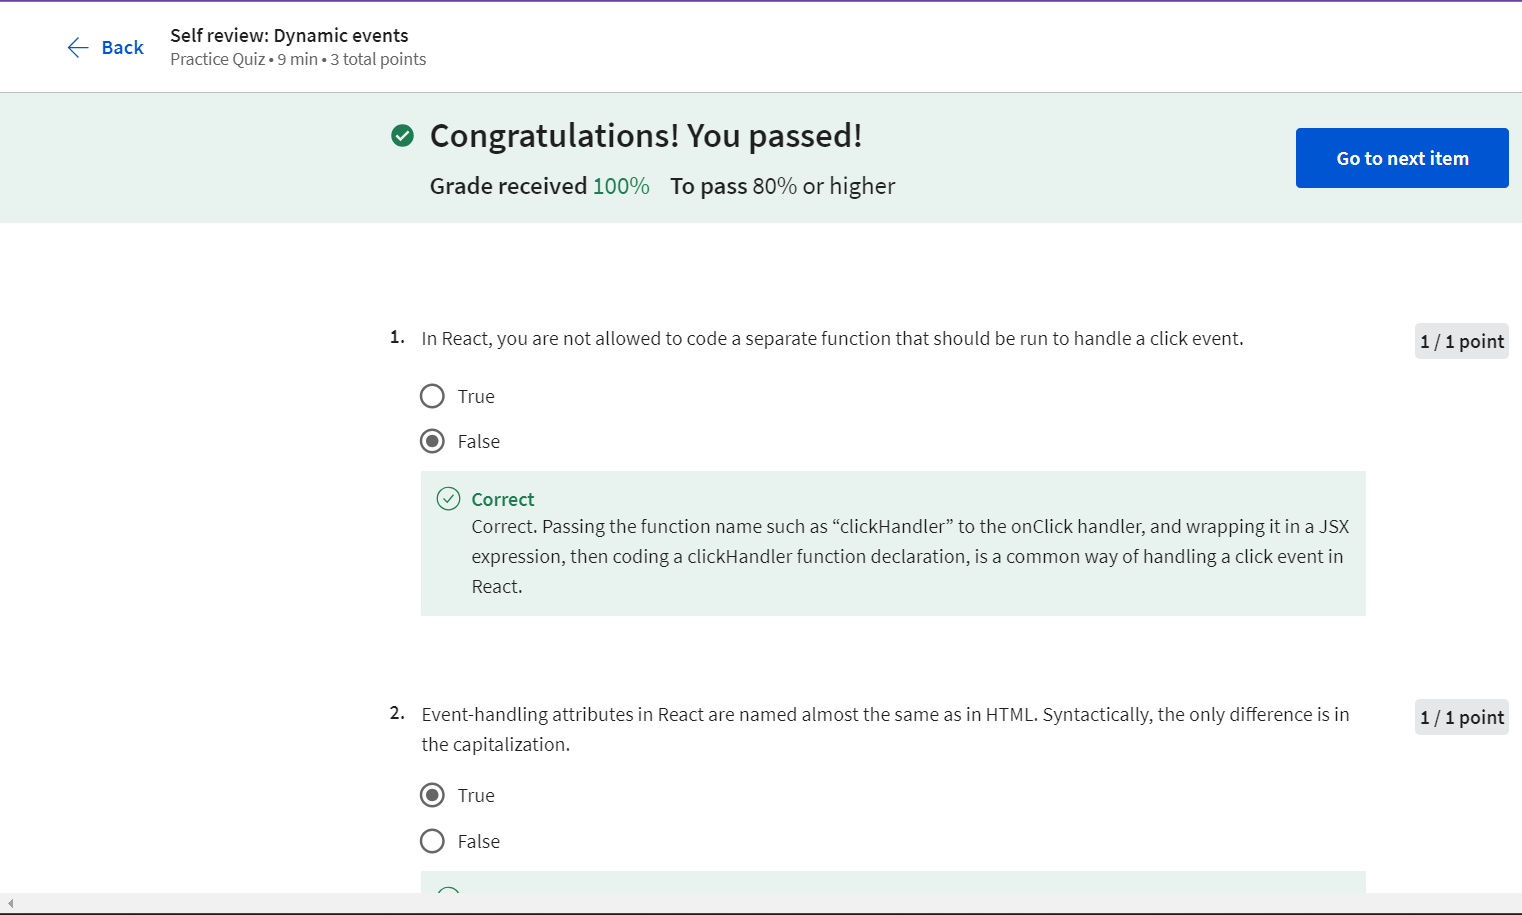 Back
Self review: Dynamic events
Practice Quiz • 9 min • 3 total points
Congratulations! You passed!
Grade received 100% To pass 80% or higher
Go to next item
1. In React, you are not allowed to code a separate function that should be run to handle a click event.
1 / 1 point
True
False
Correct
Correct. Passing the function name such as “clickHandler” to the onClick handler, and wrapping it in a JSX
expression, then coding a clickHandler function declaration, is a common way of handling a click event in
React.
2. Event-handling attributes in React are named almost the same as in HTML. Syntactically, the only difference is in
the capitalization.
1 / 1 point
True
False